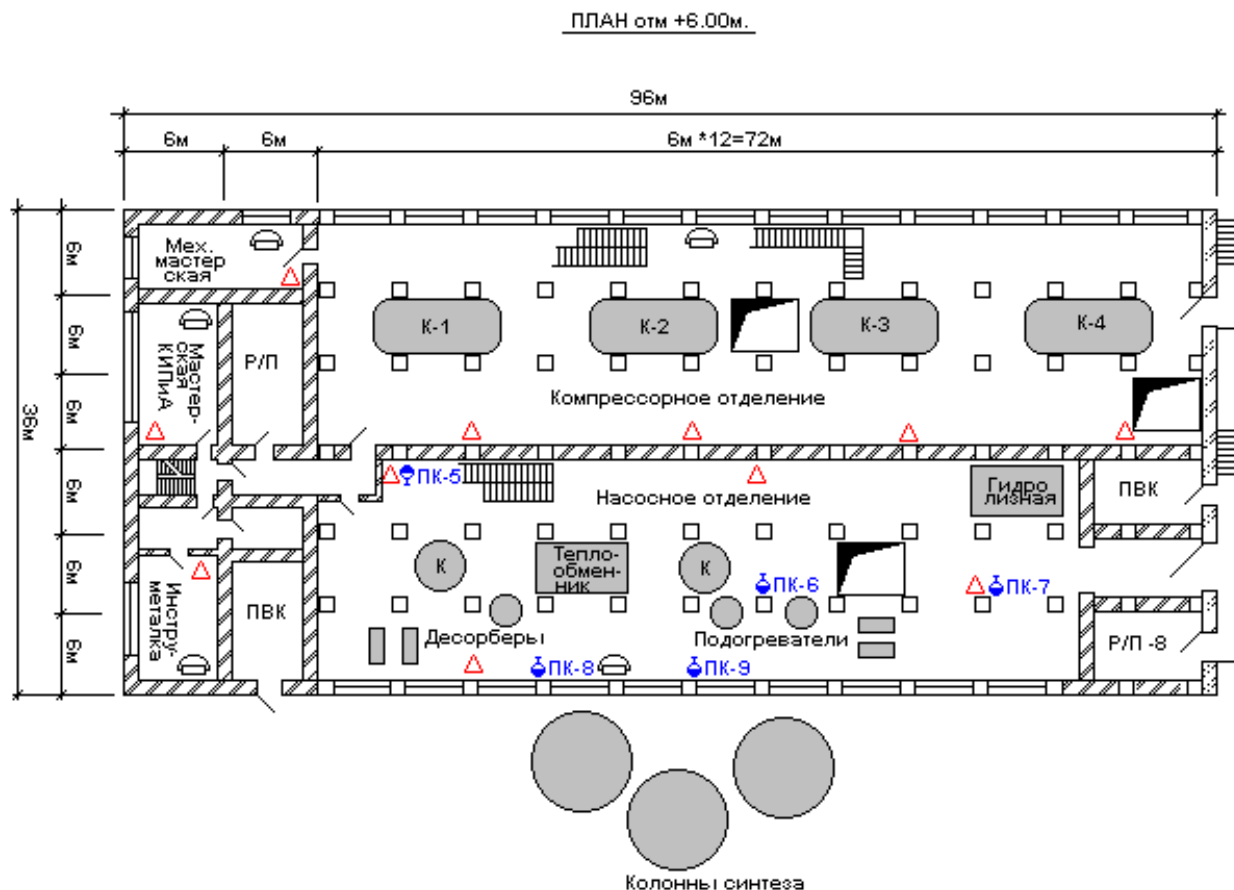 ПЛАН отм +6.00м.
96м
6м
6м
6м *12=72м
36м
6м
6м
6м
6м
6м
6м
Мех.
мастер
ская
Мастер-
ская
КИПиА
Р/П
К-1
К-2
К-3
К-4
Компрессорное отделение
ПК-5
Насосное отделение
Гидро
лизная
ПВК
К
Тепло-
обмен-
ник
К
ПК-6
ПК-7
Инстру-
металка
ПВК
Десорберы
Подогреватели
Р/П -8
ПК-8
ПК-9
Колонны синтеза